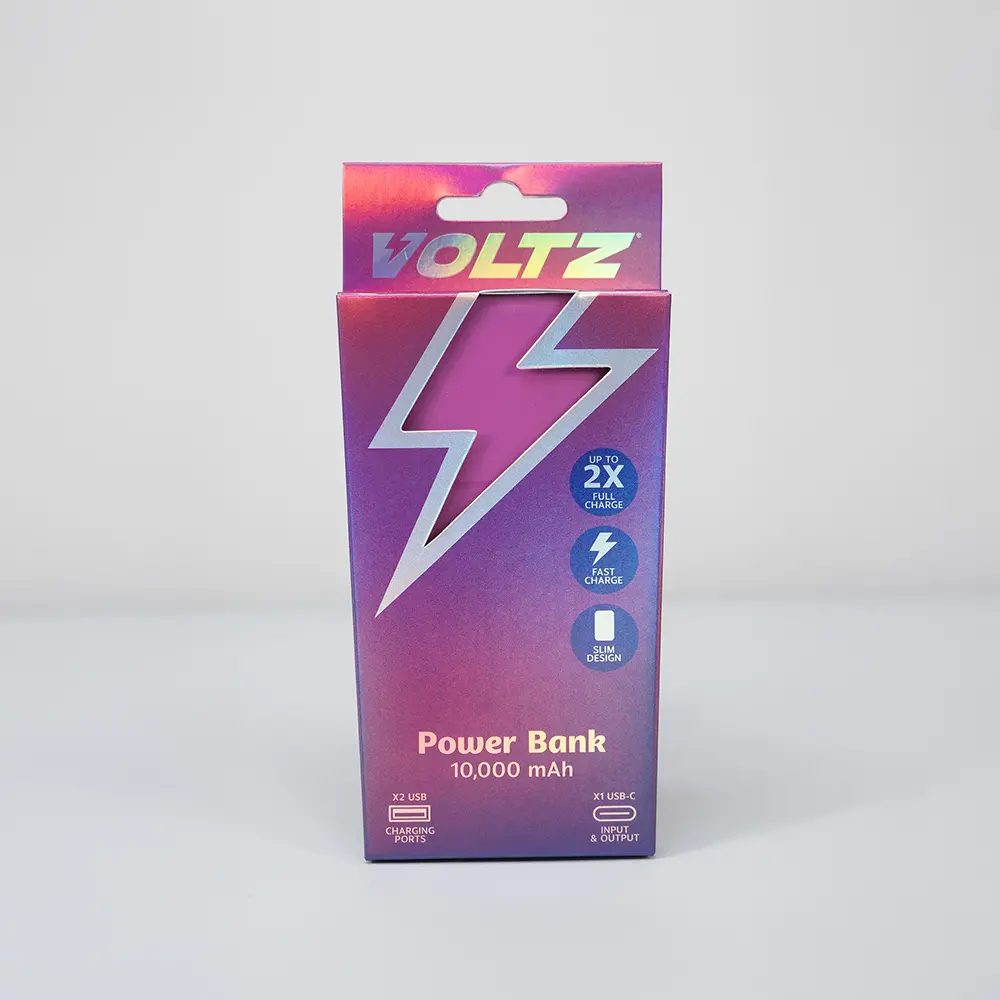 VOLTZ
UP TO
2X
FULL
CHARGE
FAST
CHARGE
SLIM
DESIGN
Power Bank
10,000 mAh
X2 USB
CHARGING
PORTS
X1 USB-C
INPUT
& OUTPUT